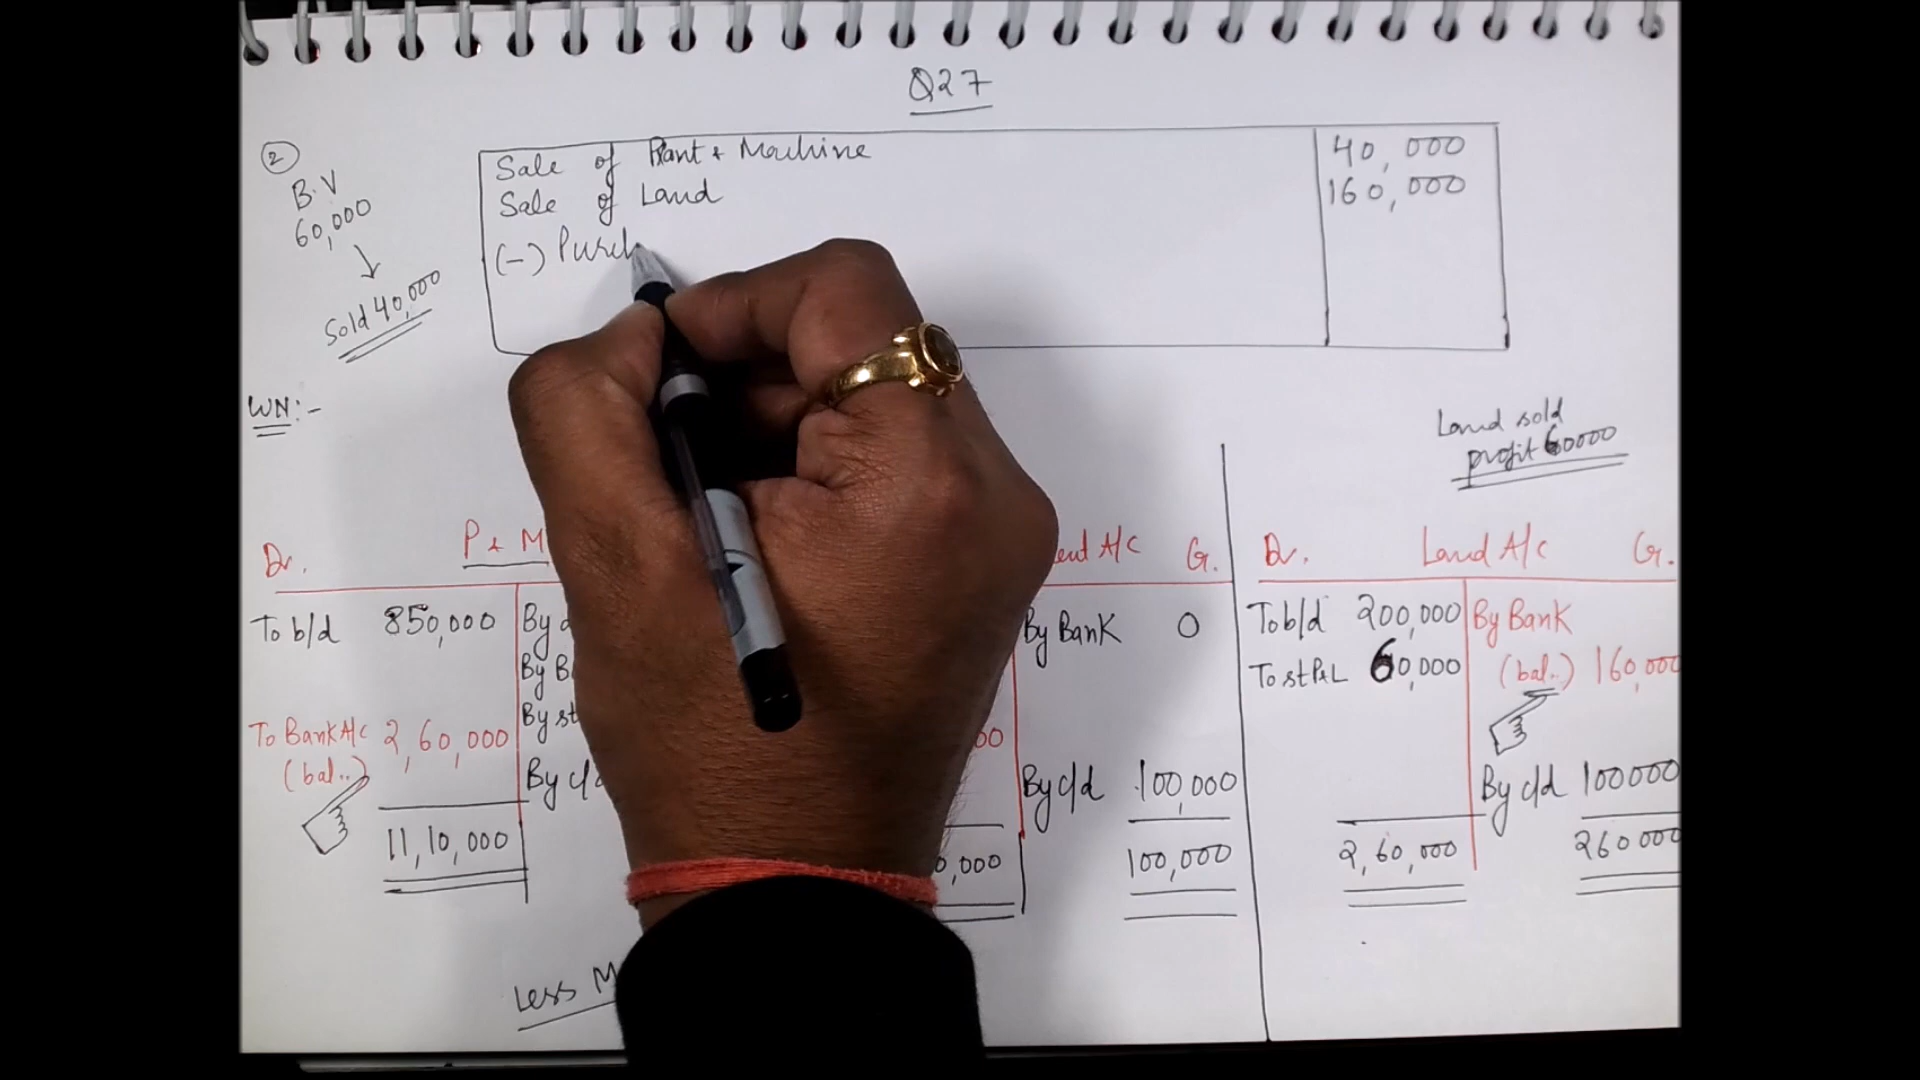 Q27
2
B.V
60,000
Sold 40,000
Sale of Plant + Machine 40,000
Sale of Land 160,000
(-) Purch
WN:-
Land sold
profit 60000
Dr. P + M
A/C Cr.
To b/d 850,000
By
By B
By st
To Bank A/c 2,60,000
(bal..)
By c/d
11,10,000
By Bank 0
00
By c/d 100,000
0,000 100,000
Dr. Land A/c Cr.
To b/d 200,000 By Bank
To st P&L 60,000 (bal..) 160,000
By c/d 100000
2,60,000 260000
Less M